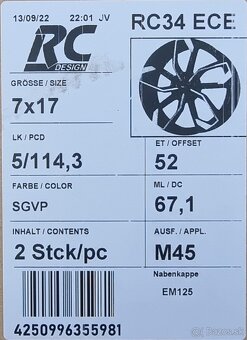 13/09/22 22:01 JV
RC
DESIGN
RC34 ECE
GRÖSSE / SIZE
7x17
LK / PCD
5/114,3
ET / OFFSET
52
FARBE / COLOR
SGVP
ML / DC
67,1
INHALT / CONTENTS
2 Stck/pc
AUSF. / APPL.
M45
Nabenkappe
EM125
4250996355981